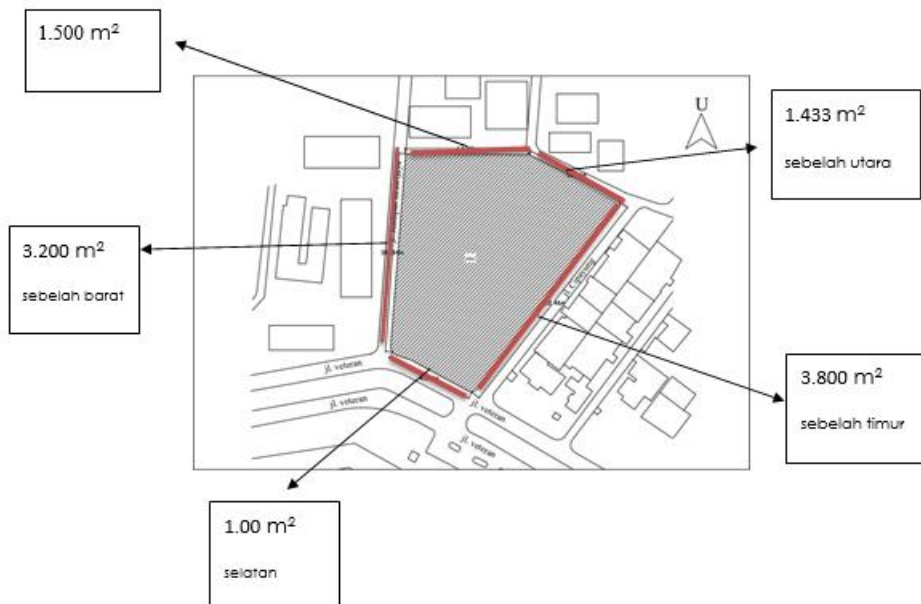 1.500 m²
U
1.433 m²
sebelah utara
3.200 m²
sebelah barat
jl. veteran
jl. veteran
jl. veteran
jl. veteran
3.800 m²
sebelah timur
1.00 m²
selatan